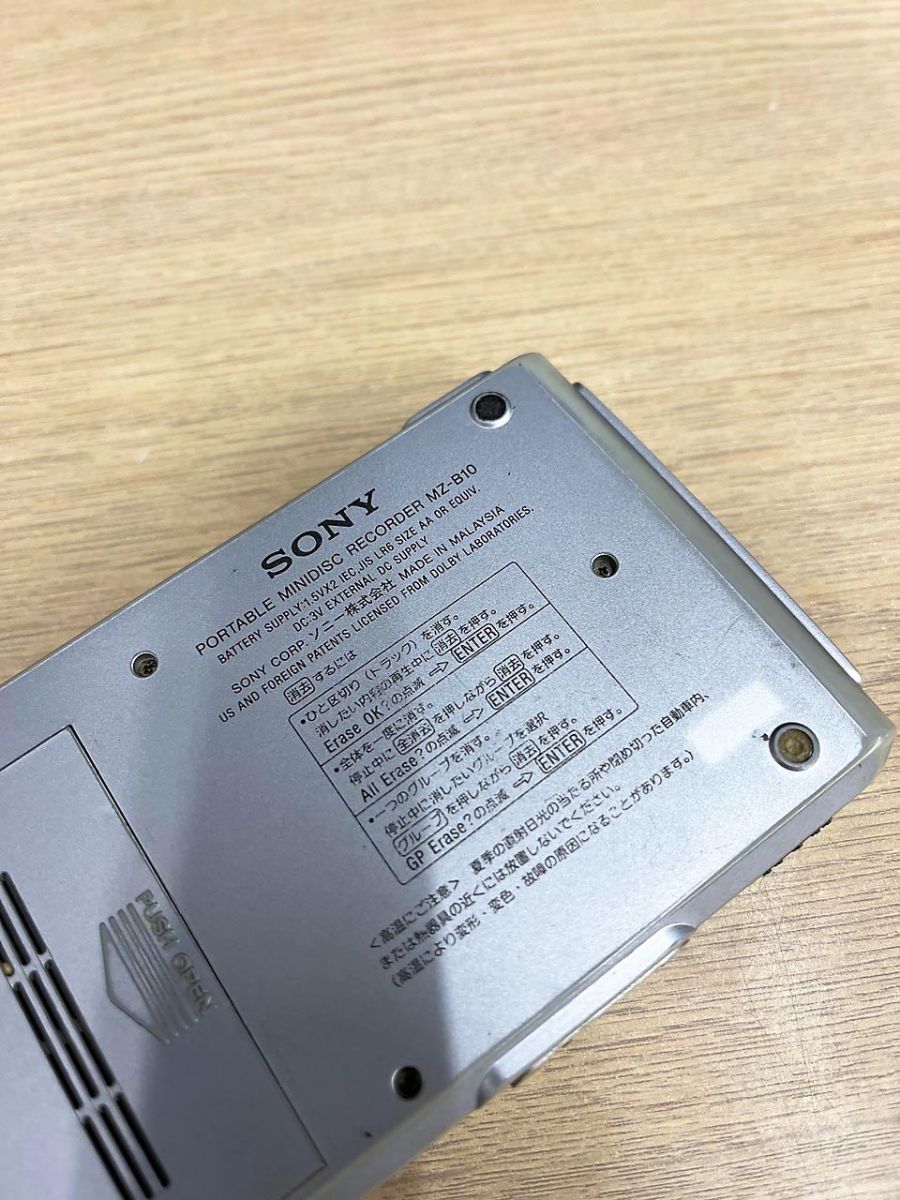 SONY
PORTABLE MINIDISC RECORDER MZ-B10
BATTERY SUPPLY:1.5V×2 IEC,JIS LR6 SIZE AA OR EQUIV.
DC:3V EXTERNAL DC SUPPLY
SONY CORP. ソニー株式会社 MADE IN MALAYSIA
US AND FOREIGN PATENTS LICENSED FROM DOLBY LABORATORIES.
消去するには
•ひと区切り（トラック）を消す。
消したい内容の再生中に消去を押す。
Erase OK?の点滅 ⇨ ENTERを押す。
•全体を一度に消す。
停止中に全消去を押しながら消去を押す。
All Erase?の点滅 ⇨ ENTERを押す。
•一つのグループを消す。
停止中に消したいグループを選択
グループを押しながら消去を押す。
GP Erase?の点滅 ⇨ ENTERを押す。
＜高温にご注意＞ 夏季の直射日光の当たる所や閉め切った自動車内、
または熱器具の近くには放置しないでください。
（高温により変形・変色・故障の原因になることがあります。）
PUSH OPEN